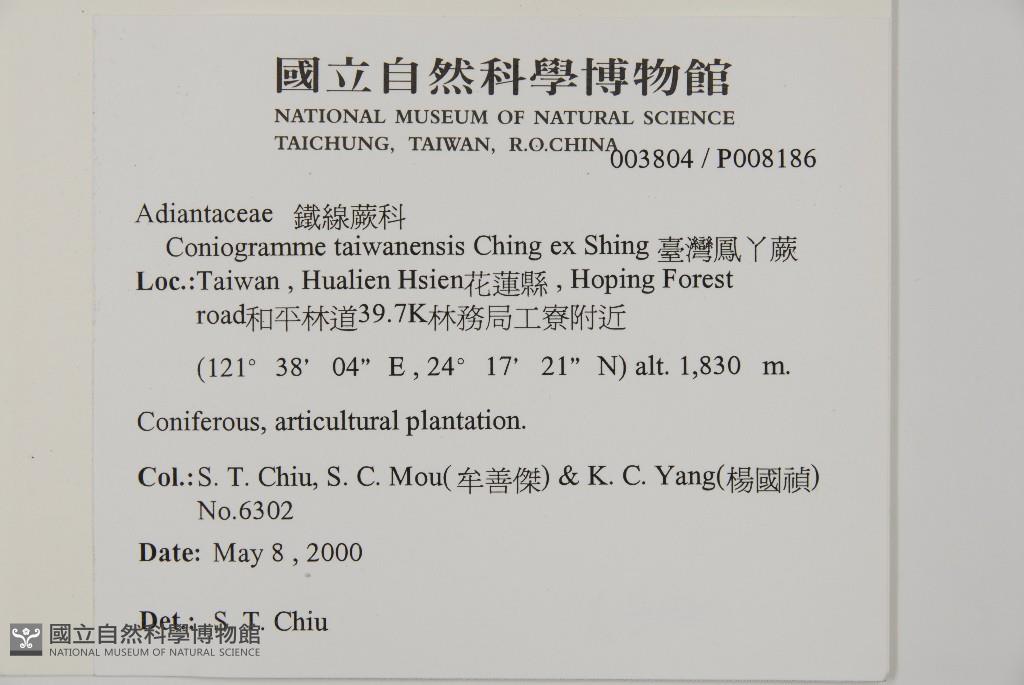 國立自然科學博物館
NATIONAL MUSEUM OF NATURAL SCIENCE
TAICHUNG, TAIWAN, R.O.CHINA
003804 / P008186
Adiantaceae 鐵線蕨科
Coniogramme taiwanensis Ching ex Shing 臺灣鳳丫蕨
Loc.:Taiwan , Hualien Hsien花蓮縣 , Hoping Forest
road和平林道39.7K林務局工寮附近
(121° 38’ 04” E , 24° 17’ 21” N) alt. 1,830 m.
Coniferous, articultural plantation.
Col.: S. T. Chiu, S. C. Mou(牟善傑) & K. C. Yang(楊國禎)
No.6302
Date: May 8 , 2000
Det.: S. T. Chiu
國立自然科學博物館
NATIONAL MUSEUM OF NATURAL SCIENCE